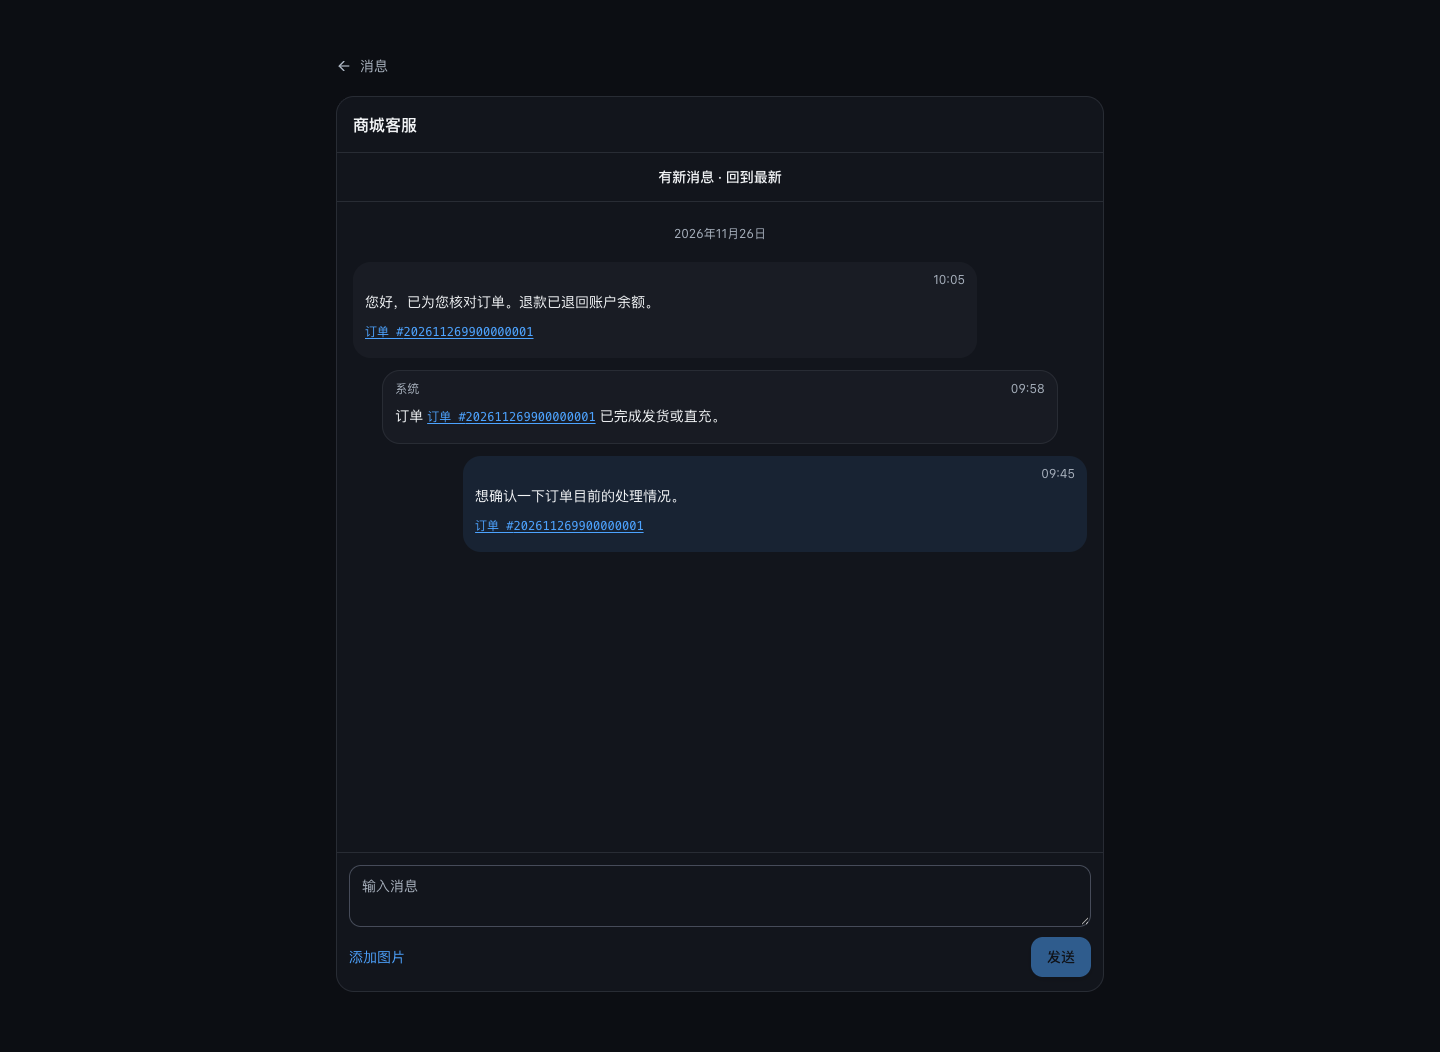 消息
商城客服
有新消息 · 回到最新
2026年11月26日
10:05
您好，已为您核对订单。退款已退回账户余额。
订单 #202611269900000001
系统 09:58
订单 订单 #202611269900000001 已完成发货或直充。
09:45
想确认一下订单目前的处理情况。
订单 #202611269900000001
输入消息
添加图片 发送